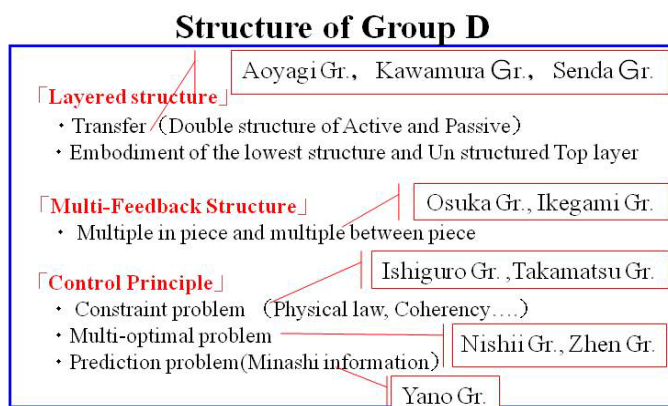 Structure of Group D
Aoyagi Gr., Kawamura Gr., Senda Gr.
「Layered structure」
・Transfer (Double structure of Active and Passive)
・Embodiment of the lowest structure and Un structured Top layer
Osuka Gr., Ikegami Gr.
「Multi-Feedback Structure」
・Multiple in piece and multiple between piece
Ishiguro Gr. ,Takamatsu Gr.
「Control Principle」
・Constraint problem (Physical law, Coherency….)
・Multi-optimal problem
Nishii Gr., Zhen Gr.
・Prediction problem(Minashi information)
Yano Gr.